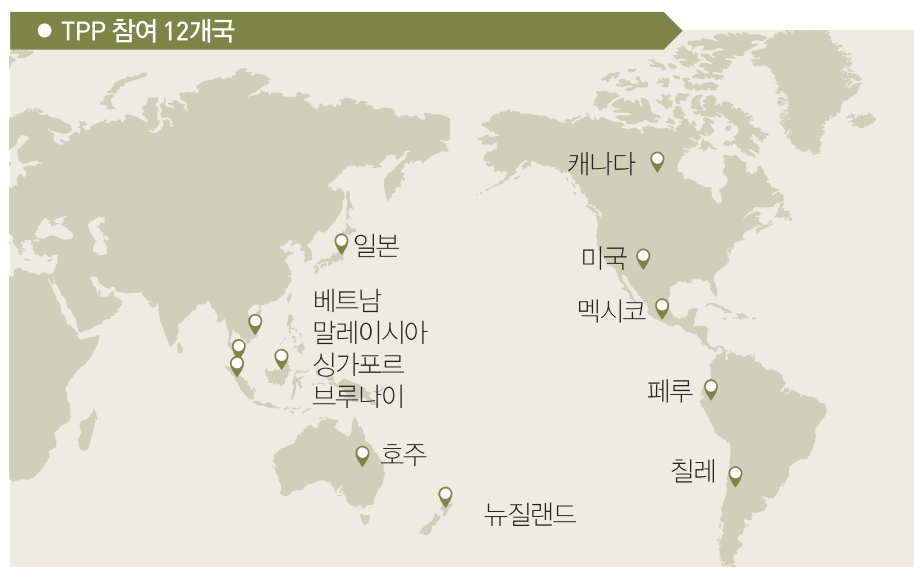 TPP 참여 12개국
캐나다
일본
미국
베트남
말레이시아
싱가포르
브루나이
멕시코
페루
호주
칠레
뉴질랜드